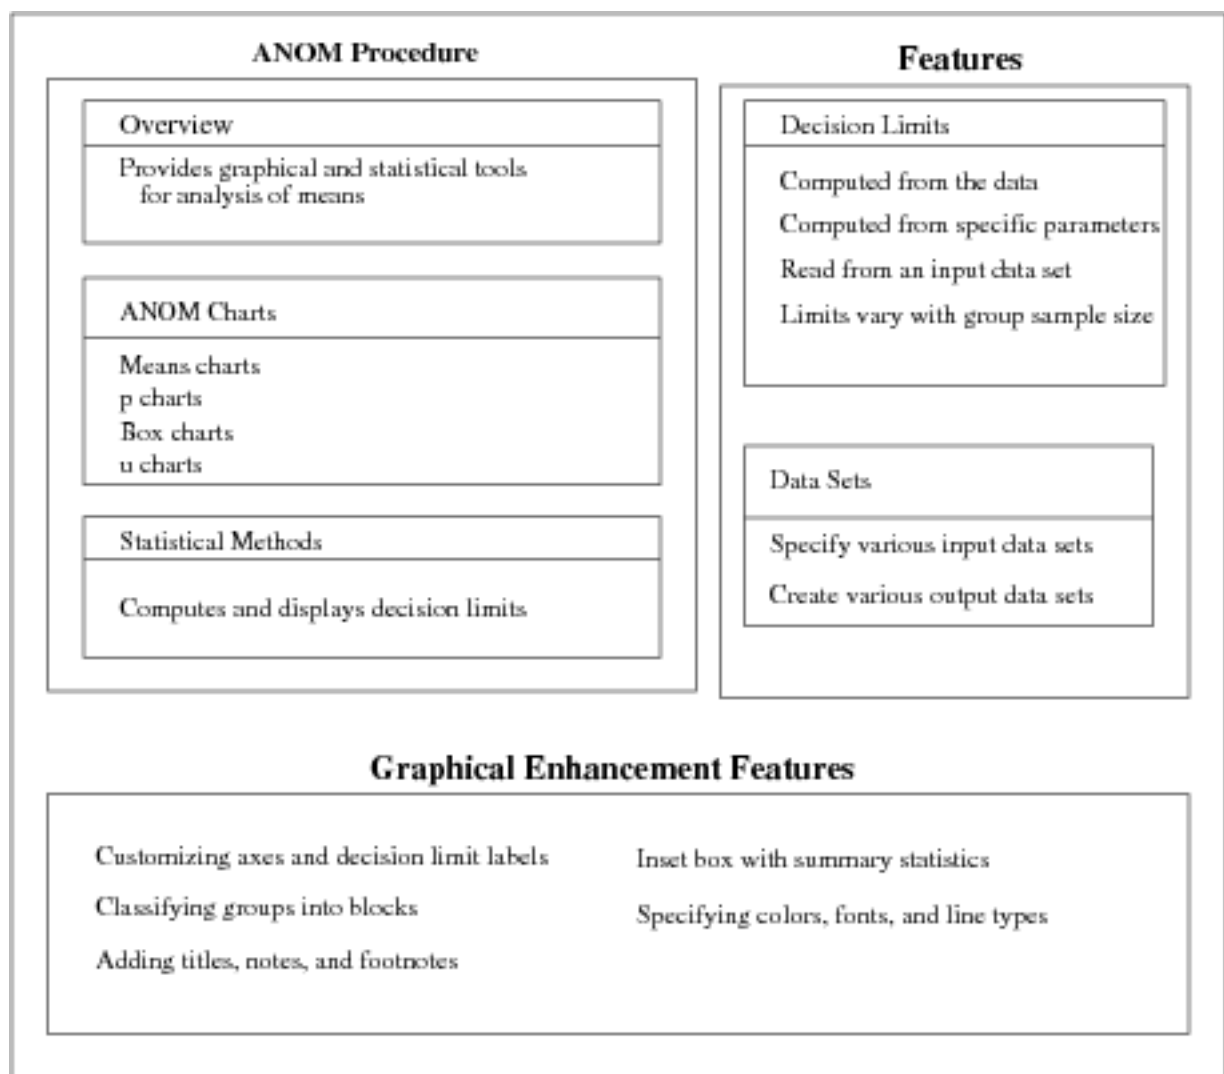 ANOM Procedure
Overview
Provides graphical and statistical tools
for analysis of means
ANOM Charts
Means charts
p charts
Box charts
u charts
Statistical Methods
Computes and displays decision limits
Features
Decision Limits
Computed from the data
Computed from specific parameters
Read from an input data set
Limits vary with group sample size
Data Sets
Specify various input data sets
Create various output data sets
Graphical Enhancement Features
Customizing axes and decision limit labels
Classifying groups into blocks
Adding titles, notes, and footnotes
Inset box with summary statistics
Specifying colors, fonts, and line types